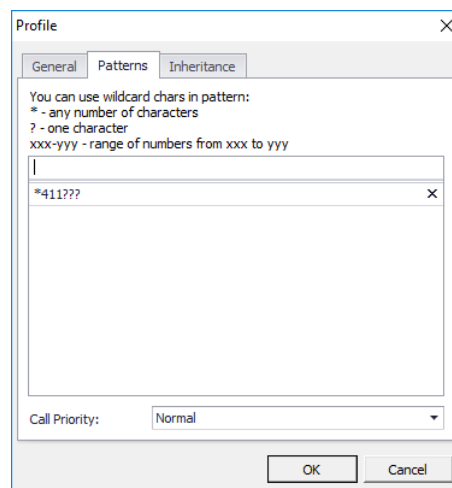 Profile
General Patterns Inheritance
You can use wildcard chars in pattern:
* - any number of characters
? - one character
xxx-yyy - range of numbers from xxx to yyy
*411???
Call Priority: Normal
OK Cancel